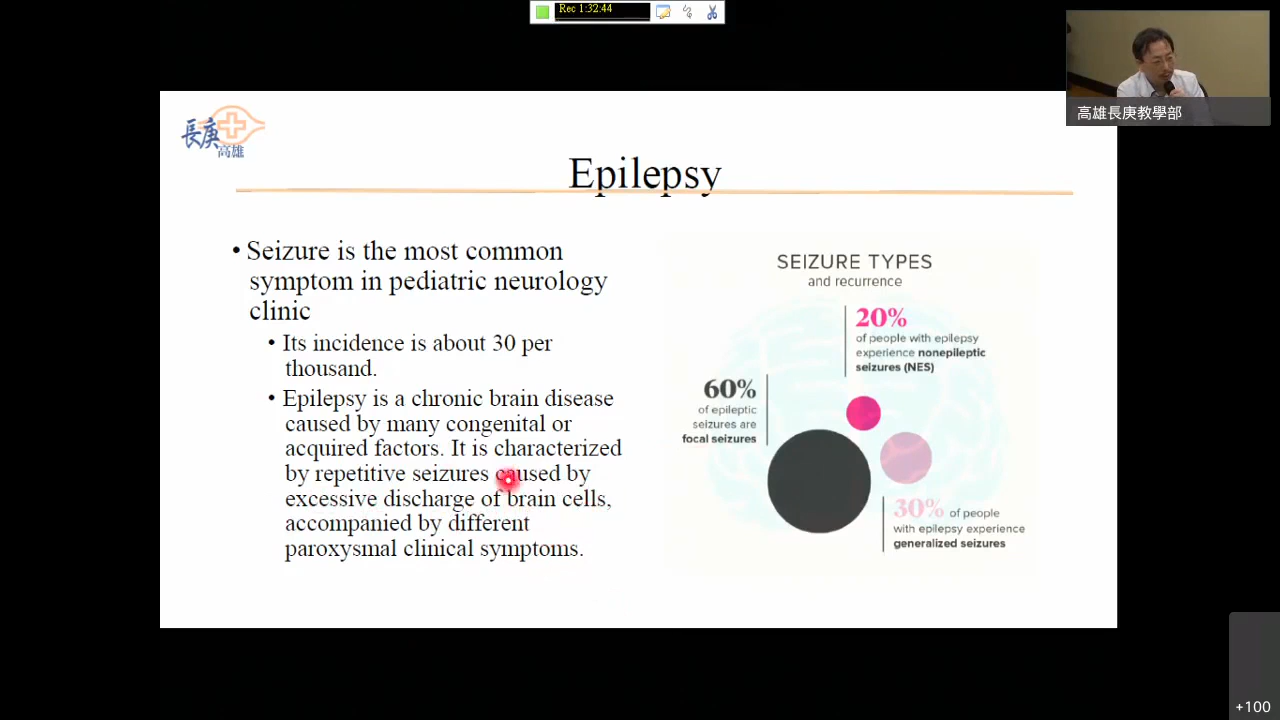 Rec 1:32:44
高雄長庚教學部
長庚
高雄
Epilepsy
• Seizure is the most common
symptom in pediatric neurology
clinic
• Its incidence is about 30 per
thousand.
• Epilepsy is a chronic brain disease
caused by many congenital or
acquired factors. It is characterized
by repetitive seizures caused by
excessive discharge of brain cells,
accompanied by different
paroxysmal clinical symptoms.
SEIZURE TYPES
and recurrence
20%
of people with epilepsy
experience nonepileptic
seizures (NES)
60%
of epileptic
seizures are
focal seizures
30% of people
with epilepsy experience
generalized seizures
+100